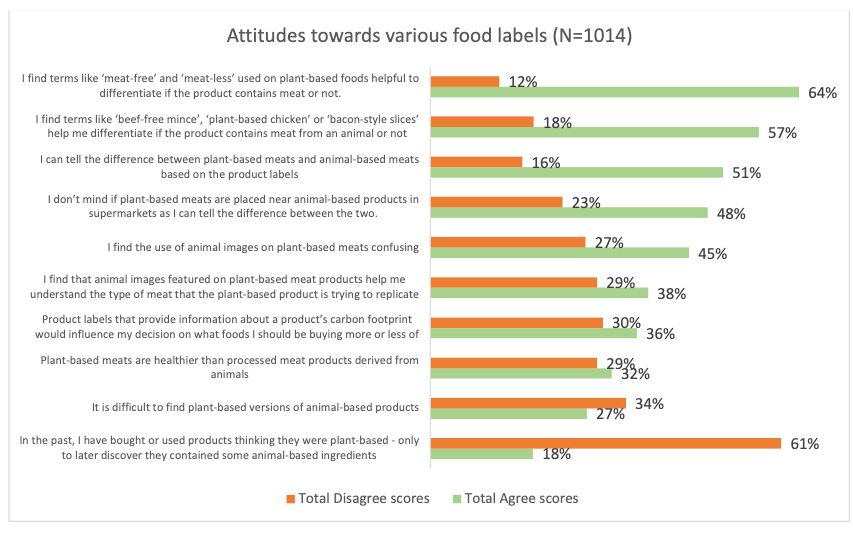 Attitudes towards various food labels (N=1014)
I find terms like ‘meat-free’ and ‘meat-less’ used on plant-based foods helpful to
differentiate if the product contains meat or not.
12%
64%
I find terms like ‘beef-free mince’, ‘plant-based chicken’ or ‘bacon-style slices’
help me differentiate if the product contains meat from an animal or not
18%
57%
I can tell the difference between plant-based meats and animal-based meats
based on the product labels
16%
51%
I don’t mind if plant-based meats are placed near animal-based products in
supermarkets as I can tell the difference between the two.
23%
48%
I find the use of animal images on plant-based meats confusing
27%
45%
I find that animal images featured on plant-based meat products help me
understand the type of meat that the plant-based product is trying to replicate
29%
38%
Product labels that provide information about a product’s carbon footprint
would influence my decision on what foods I should be buying more or less of
30%
36%
Plant-based meats are healthier than processed meat products derived from
animals
29%
32%
It is difficult to find plant-based versions of animal-based products
34%
27%
In the past, I have bought or used products thinking they were plant-based - only
to later discover they contained some animal-based ingredients
61%
18%
Total Disagree scores
Total Agree scores